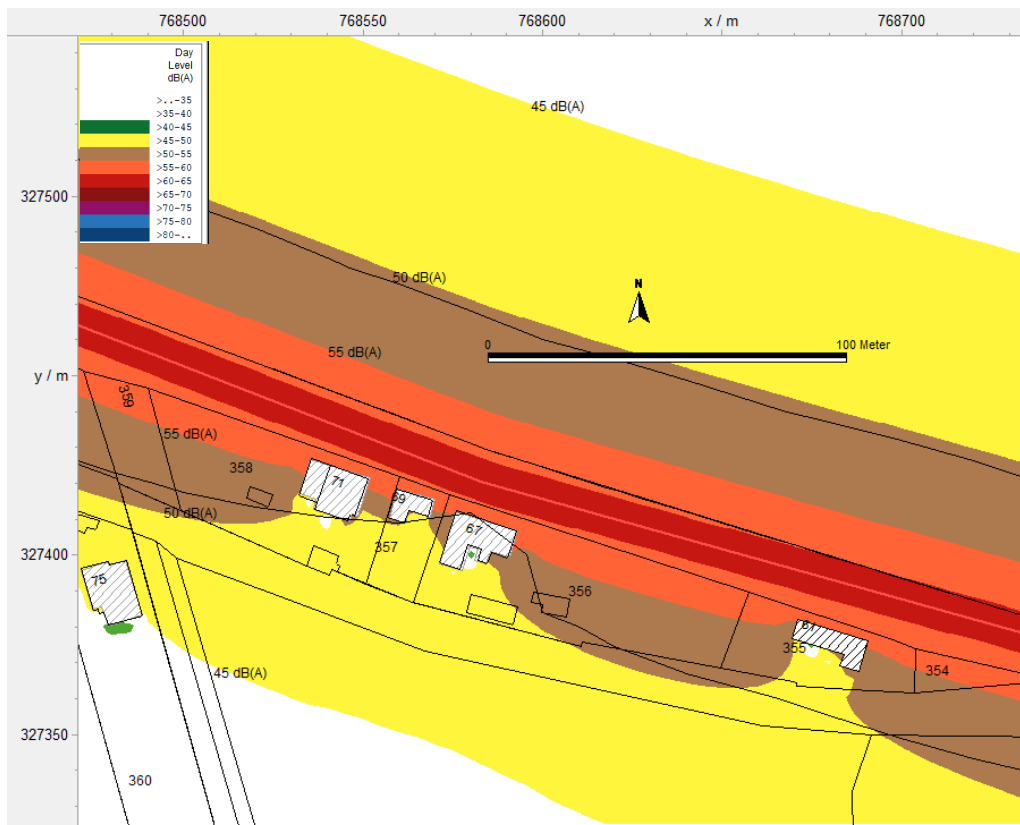 768500 768550 768600 x / m 768700
Day
Level
dB(A)
>..-35
>35-40
>40-45
>45-50
>50-55
>55-60
>60-65
>65-70
>70-75
>75-80
>80-..
45 dB(A)
327500
50 dB(A)
N
0 100 Meter
55 dB(A)
y / m
359
55 dB(A)
358
71
69
50 dB(A)
67
357
327400
75
356
61
355
354
45 dB(A)
327350
360